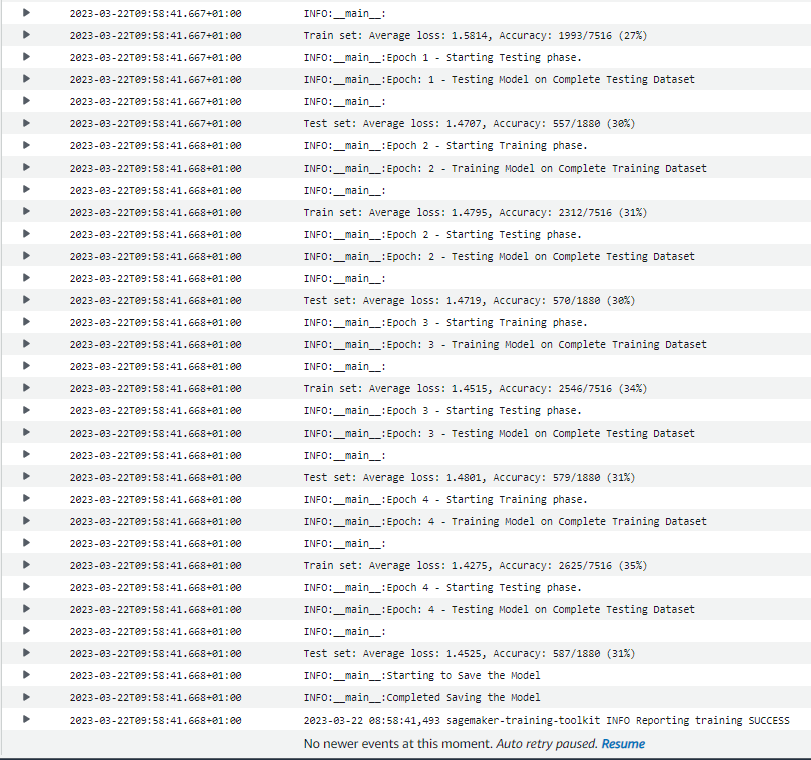 2023-03-22T09:58:41.667+01:00 INFO:__main__:
2023-03-22T09:58:41.667+01:00 Train set: Average loss: 1.5814, Accuracy: 1993/7516 (27%)
2023-03-22T09:58:41.667+01:00 INFO:__main__:Epoch 1 - Starting Testing phase.
2023-03-22T09:58:41.667+01:00 INFO:__main__:Epoch: 1 - Testing Model on Complete Testing Dataset
2023-03-22T09:58:41.667+01:00 INFO:__main__:
2023-03-22T09:58:41.667+01:00 Test set: Average loss: 1.4707, Accuracy: 557/1880 (30%)
2023-03-22T09:58:41.668+01:00 INFO:__main__:Epoch 2 - Starting Training phase.
2023-03-22T09:58:41.668+01:00 INFO:__main__:Epoch: 2 - Training Model on Complete Training Dataset
2023-03-22T09:58:41.668+01:00 INFO:__main__:
2023-03-22T09:58:41.668+01:00 Train set: Average loss: 1.4795, Accuracy: 2312/7516 (31%)
2023-03-22T09:58:41.668+01:00 INFO:__main__:Epoch 2 - Starting Testing phase.
2023-03-22T09:58:41.668+01:00 INFO:__main__:Epoch: 2 - Testing Model on Complete Testing Dataset
2023-03-22T09:58:41.668+01:00 INFO:__main__:
2023-03-22T09:58:41.668+01:00 Test set: Average loss: 1.4719, Accuracy: 570/1880 (30%)
2023-03-22T09:58:41.668+01:00 INFO:__main__:Epoch 3 - Starting Training phase.
2023-03-22T09:58:41.668+01:00 INFO:__main__:Epoch: 3 - Training Model on Complete Training Dataset
2023-03-22T09:58:41.668+01:00 INFO:__main__:
2023-03-22T09:58:41.668+01:00 Train set: Average loss: 1.4515, Accuracy: 2546/7516 (34%)
2023-03-22T09:58:41.668+01:00 INFO:__main__:Epoch 3 - Starting Testing phase.
2023-03-22T09:58:41.668+01:00 INFO:__main__:Epoch: 3 - Testing Model on Complete Testing Dataset
2023-03-22T09:58:41.668+01:00 INFO:__main__:
2023-03-22T09:58:41.668+01:00 Test set: Average loss: 1.4801, Accuracy: 579/1880 (31%)
2023-03-22T09:58:41.668+01:00 INFO:__main__:Epoch 4 - Starting Training phase.
2023-03-22T09:58:41.668+01:00 INFO:__main__:Epoch: 4 - Training Model on Complete Training Dataset
2023-03-22T09:58:41.668+01:00 INFO:__main__:
2023-03-22T09:58:41.668+01:00 Train set: Average loss: 1.4275, Accuracy: 2625/7516 (35%)
2023-03-22T09:58:41.668+01:00 INFO:__main__:Epoch 4 - Starting Testing phase.
2023-03-22T09:58:41.668+01:00 INFO:__main__:Epoch: 4 - Testing Model on Complete Testing Dataset
2023-03-22T09:58:41.668+01:00 INFO:__main__:
2023-03-22T09:58:41.668+01:00 Test set: Average loss: 1.4525, Accuracy: 587/1880 (31%)
2023-03-22T09:58:41.668+01:00 INFO:__main__:Starting to Save the Model
2023-03-22T09:58:41.668+01:00 INFO:__main__:Completed Saving the Model
2023-03-22T09:58:41.668+01:00 2023-03-22 08:58:41,493 sagemaker-training-toolkit INFO Reporting training SUCCESS
No newer events at this moment. Auto retry paused. Resume